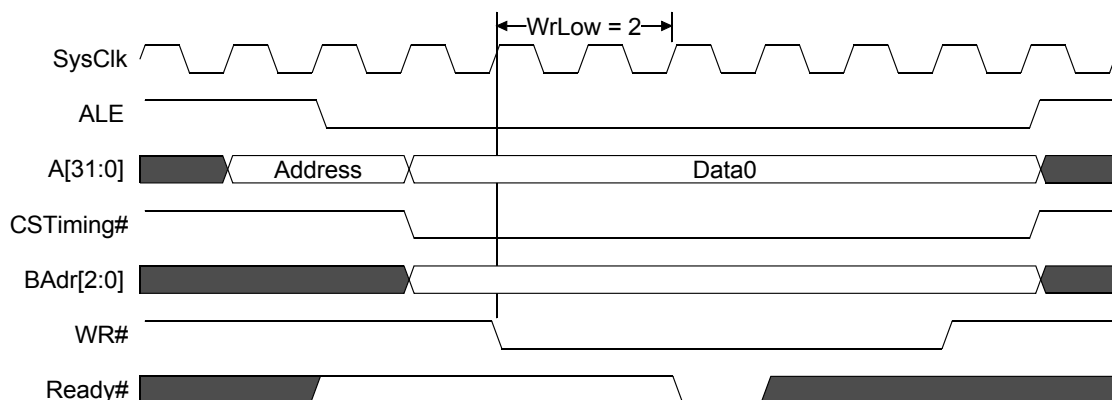 WrLow = 2
SysClk
ALE
A[31:0] Address Data0
CSTiming#
BAdr[2:0]
WR#
Ready#